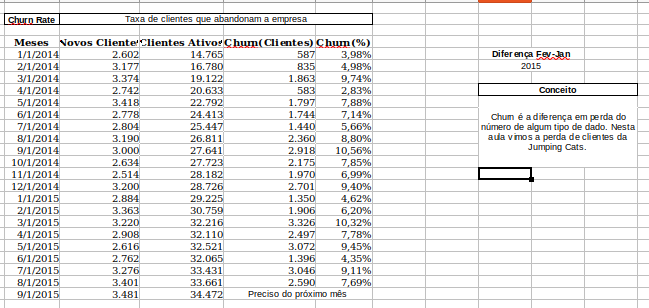 Churn Rate Taxa de clientes que abandonam a empresa
Meses Novos Cliente Clientes Ativos Churn(Clientes) Churn(%)
1/1/2014 2.602 14.765 587 3,98% Diferença Fev-Jan
2/1/2014 3.177 16.780 835 4,98% 2015
3/1/2014 3.374 19.122 1.863 9,74%
4/1/2014 2.742 20.633 583 2,83% Conceito
5/1/2014 3.418 22.792 1.797 7,88%
6/1/2014 2.778 24.413 1.744 7,14% Churn é a diferença em perda do
7/1/2014 2.804 25.447 1.440 5,66% número de algum tipo de dado. Nesta
8/1/2014 3.190 26.811 2.360 8,80% aula vimos a perda de clientes da
9/1/2014 3.000 27.641 2.918 10,56% Jumping Cats.
10/1/2014 2.634 27.723 2.175 7,85%
11/1/2014 2.514 28.182 1.970 6,99%
12/1/2014 3.200 28.726 2.701 9,40%
1/1/2015 2.884 29.225 1.350 4,62%
2/1/2015 3.363 30.759 1.906 6,20%
3/1/2015 3.220 32.216 3.326 10,32%
4/1/2015 2.908 32.110 2.497 7,78%
5/1/2015 2.616 32.521 3.072 9,45%
6/1/2015 2.762 32.065 1.396 4,35%
7/1/2015 3.276 33.431 3.046 9,11%
8/1/2015 3.401 33.661 2.590 7,69%
9/1/2015 3.481 34.472 Preciso do próximo mês